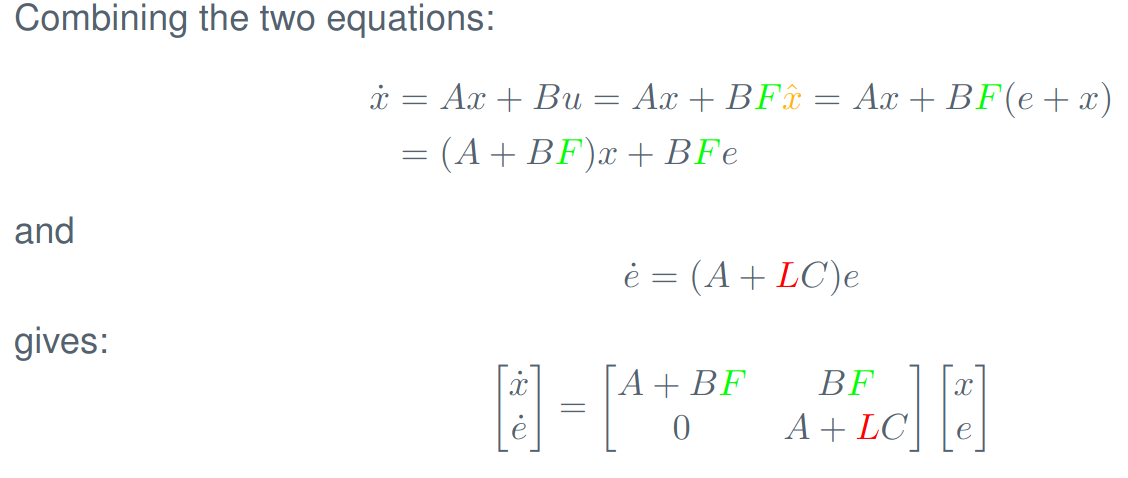 Combining the two equations:
ẋ = Ax + Bu = Ax + BFx̂ = Ax + BF(e + x)
= (A + BF)x + BFe
and
ė = (A + LC)e
gives:
[ẋ; ė] = [A + BF  BF; 0  A + LC] [x; e]